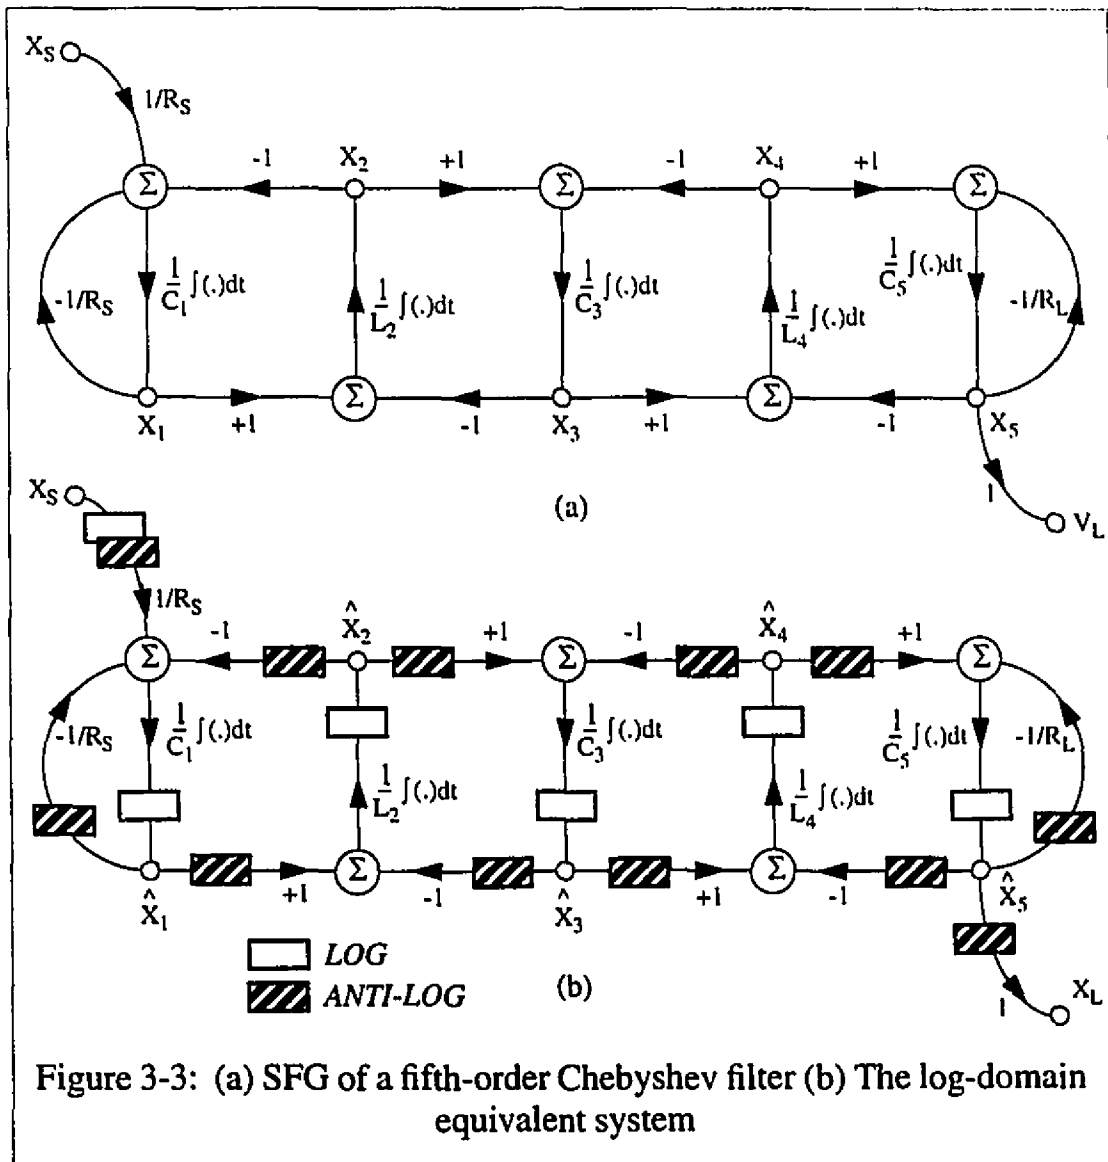 X_S
1/R_S
-1 X_2 +1 -1 X_4 +1
Σ Σ Σ
-1/R_S 1/C_1 ∫(.)dt 1/L_2 ∫(.)dt 1/C_3 ∫(.)dt 1/L_4 ∫(.)dt 1/C_5 ∫(.)dt -1/R_L
Σ Σ
X_1 +1 -1 X_3 +1 -1 X_5
1
(a)
V_L
X_S
1/R_S
-1 X̂_2 +1 -1 X̂_4 +1
Σ Σ Σ
-1/R_S 1/C_1 ∫(.)dt 1/L_2 ∫(.)dt 1/C_3 ∫(.)dt 1/L_4 ∫(.)dt 1/C_5 ∫(.)dt -1/R_L
Σ Σ
X̂_1 +1 -1 X̂_3 +1 -1 X̂_5
LOG
ANTI-LOG
(b)
1
X_L
Figure 3-3: (a) SFG of a fifth-order Chebyshev filter (b) The log-domain
equivalent system